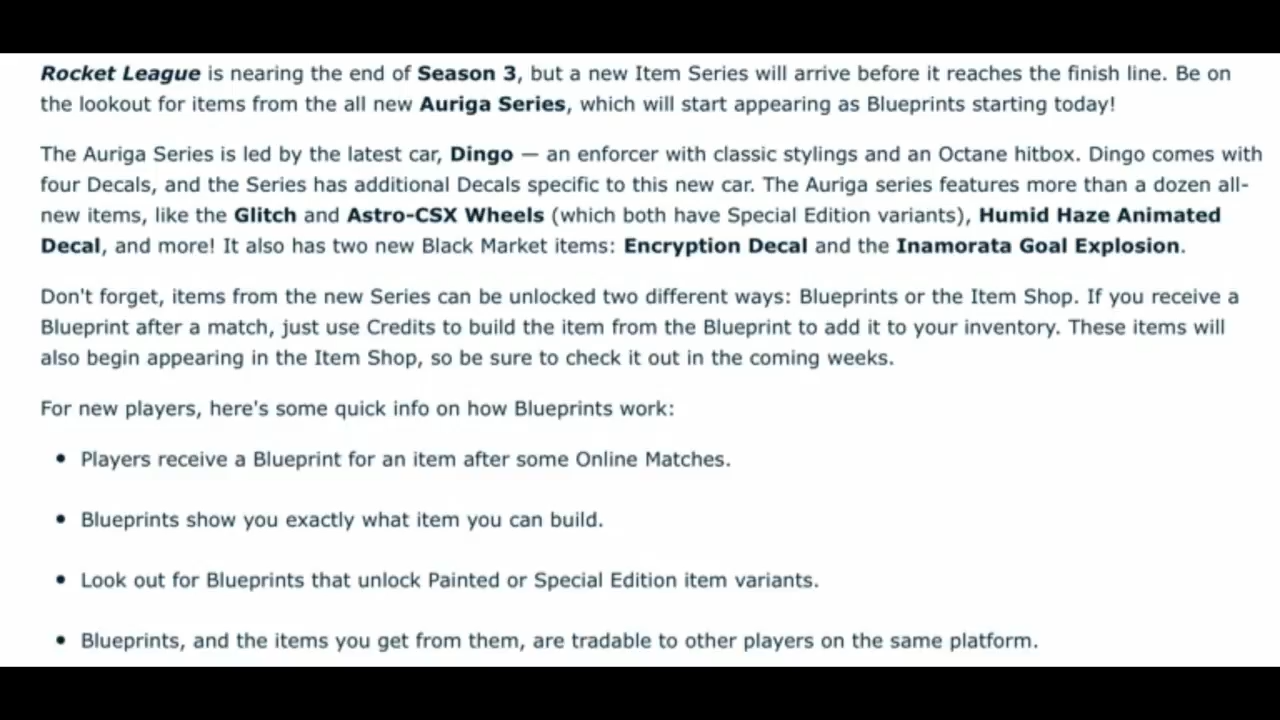 Rocket League is nearing the end of Season 3, but a new Item Series will arrive before it reaches the finish line. Be on
the lookout for items from the all new Auriga Series, which will start appearing as Blueprints starting today!
The Auriga Series is led by the latest car, Dingo — an enforcer with classic stylings and an Octane hitbox. Dingo comes with
four Decals, and the Series has additional Decals specific to this new car. The Auriga series features more than a dozen all-
new items, like the Glitch and Astro-CSX Wheels (which both have Special Edition variants), Humid Haze Animated
Decal, and more! It also has two new Black Market items: Encryption Decal and the Inamorata Goal Explosion.
Don't forget, items from the new Series can be unlocked two different ways: Blueprints or the Item Shop. If you receive a
Blueprint after a match, just use Credits to build the item from the Blueprint to add it to your inventory. These items will
also begin appearing in the Item Shop, so be sure to check it out in the coming weeks.
For new players, here's some quick info on how Blueprints work:
• Players receive a Blueprint for an item after some Online Matches.
• Blueprints show you exactly what item you can build.
• Look out for Blueprints that unlock Painted or Special Edition item variants.
• Blueprints, and the items you get from them, are tradable to other players on the same platform.